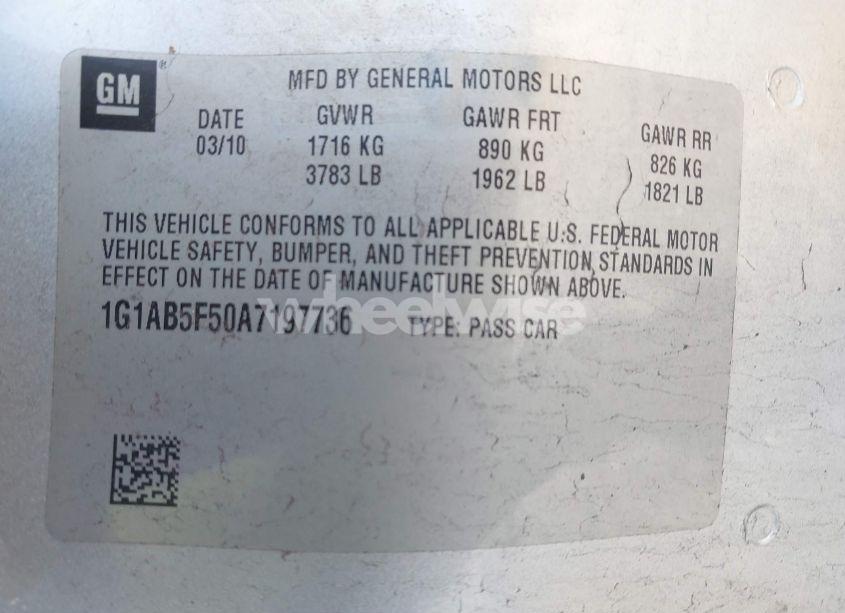 GM
MFD BY GENERAL MOTORS LLC
DATE GVWR GAWR FRT GAWR RR
03/10 1716 KG 890 KG 826 KG
3783 LB 1962 LB 1821 LB
THIS VEHICLE CONFORMS TO ALL APPLICABLE U.S. FEDERAL MOTOR
VEHICLE SAFETY, BUMPER, AND THEFT PREVENTION STANDARDS IN
EFFECT ON THE DATE OF MANUFACTURE SHOWN ABOVE.
1G1AB5F50A7197736 TYPE: PASS CAR
wheelwise